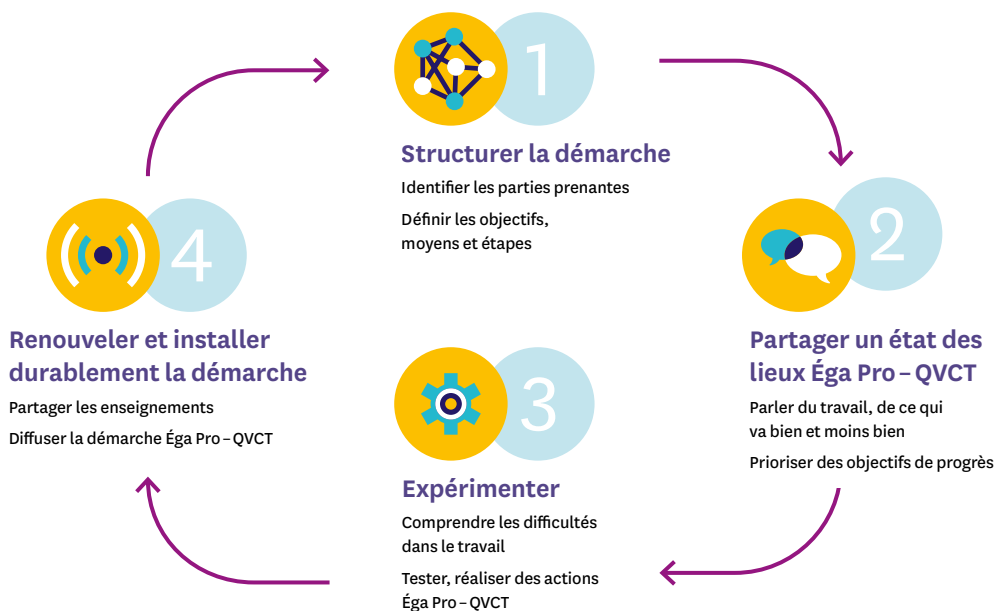 1
Structurer la démarche
Identifier les parties prenantes
Définir les objectifs,
moyens et étapes
2
Partager un état des
lieux Éga Pro – QVCT
Parler du travail, de ce qui
va bien et moins bien
Prioriser des objectifs de progrès
3
Expérimenter
Comprendre les difficultés
dans le travail
Tester, réaliser des actions
Éga Pro – QVCT
4
Renouveler et installer
durablement la démarche
Partager les enseignements
Diffuser la démarche Éga Pro – QVCT